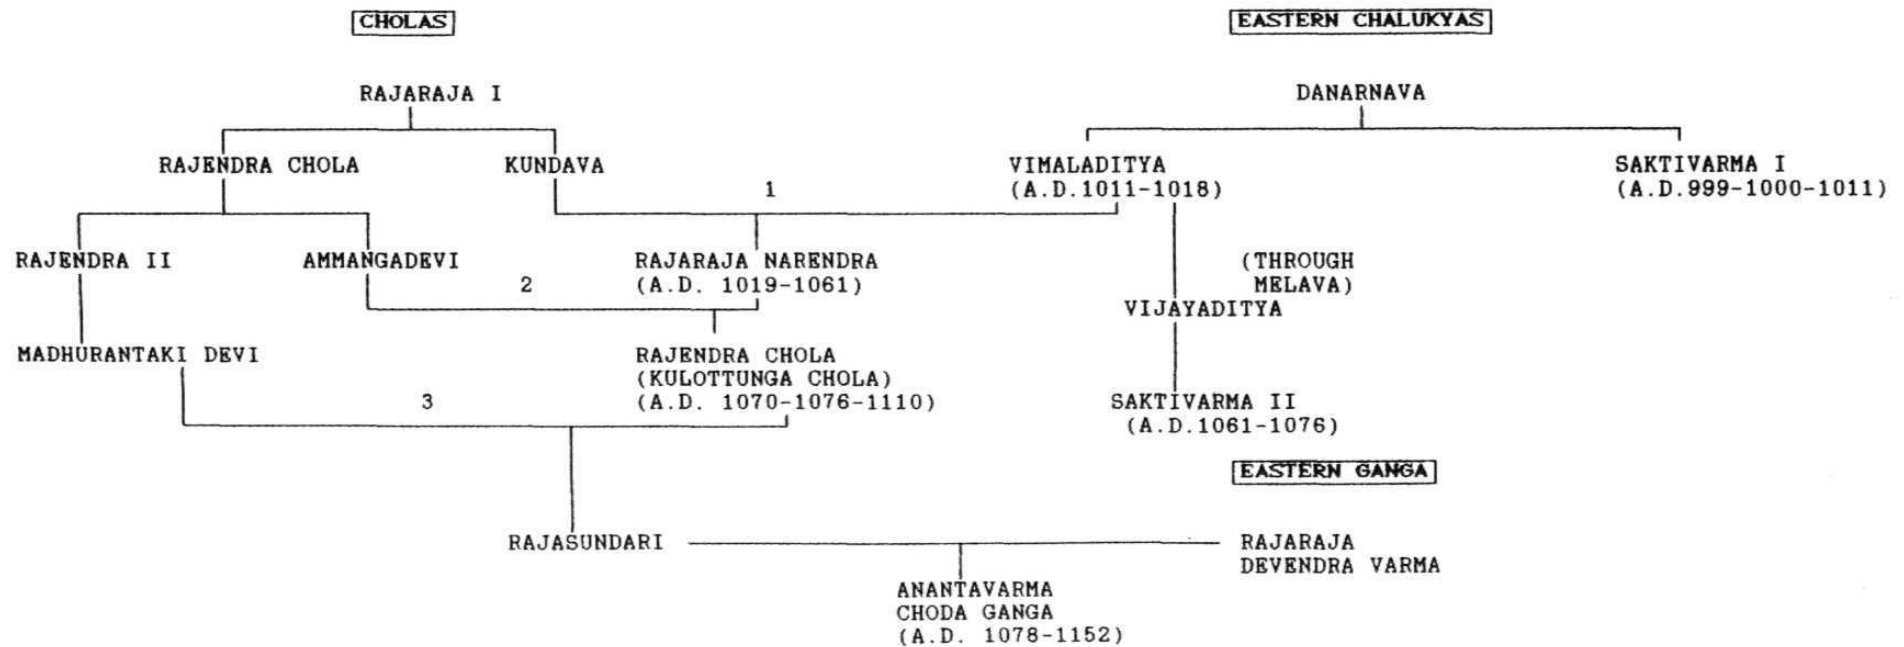 CHOLAS
EASTERN CHALUKYAS
RAJARAJA I
DANARNAVA
RAJENDRA CHOLA
KUNDAVA
VIMALADITYA
(A.D.1011-1018)
SAKTIVARMA I
(A.D.999-1000-1011)
1
RAJENDRA II
AMMANGADEVI
RAJARAJA NARENDRA
(A.D. 1019-1061)
(THROUGH
MELAVA)
2
VIJAYADITYA
MADHURANTAKI DEVI
RAJENDRA CHOLA
(KULOTTUNGA CHOLA)
(A.D. 1070-1076-1110)
3
SAKTIVARMA II
(A.D.1061-1076)
EASTERN GANGA
RAJASUNDARI
RAJARAJA
DEVENDRA VARMA
ANANTAVARMA
CHODA GANGA
(A.D. 1078-1152)